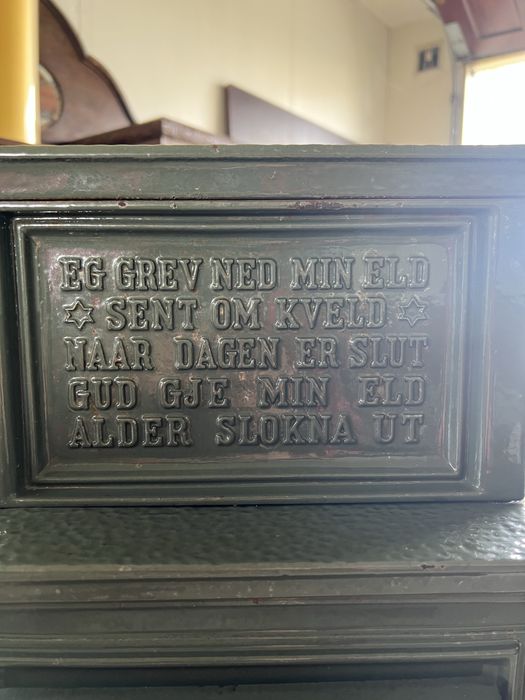 EG GREV NED MIN ELD
✡ SENT OM KVELD ✡
NAAR DAGEN ER SLUT
GUD GJE MIN ELD
ALDER SLOKNA UT